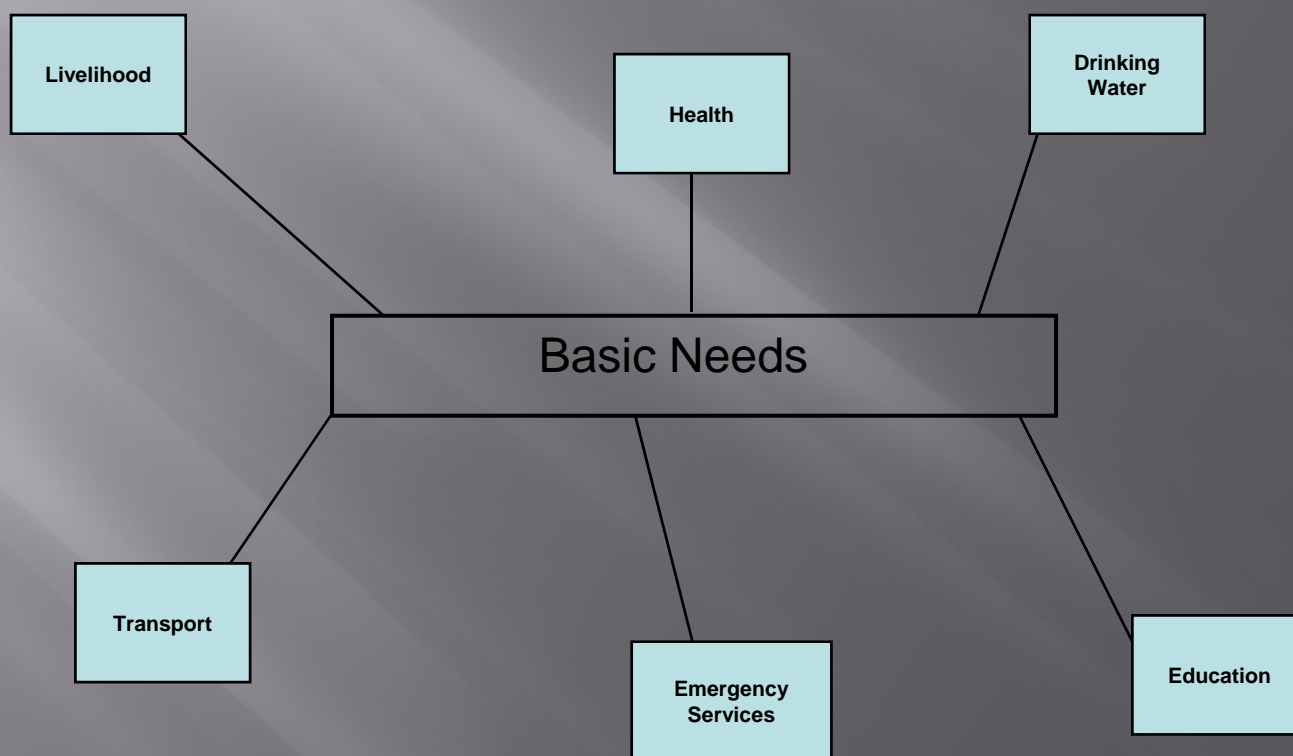 Livelihood
Health
Drinking
Water
Basic Needs
Transport
Emergency
Services
Education